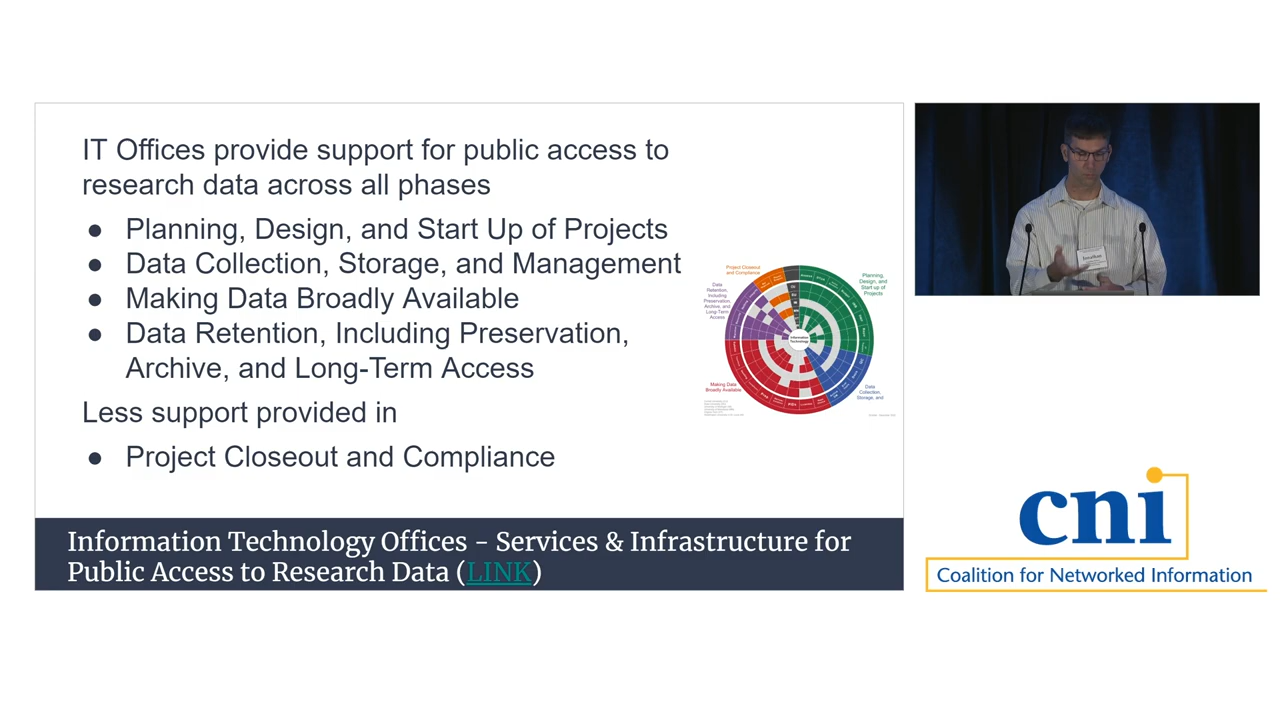 IT Offices provide support for public access to
research data across all phases
● Planning, Design, and Start Up of Projects
● Data Collection, Storage, and Management
● Making Data Broadly Available
● Data Retention, Including Preservation,
Archive, and Long-Term Access
Less support provided in
● Project Closeout and Compliance
Project Closeout
and Compliance
Planning,
Design, and
Start up of
Projects
Data
Retention,
Including
Preservation,
Archive, and
Long-Term
Access
Information
Technology
Making Data
Broadly Available
Data
Collection,
Storage, and
Information Technology Offices - Services & Infrastructure for
Public Access to Research Data (LINK)
Jonathan
cni
Coalition for Networked Information